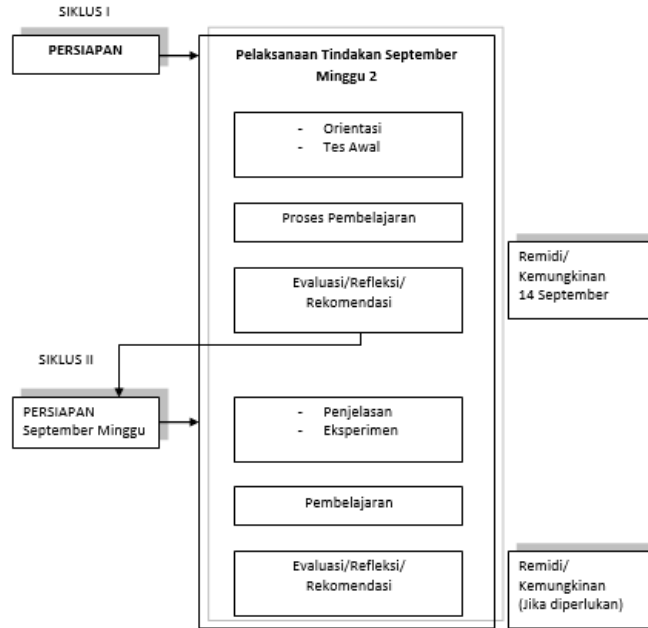 SIKLUS I
PERSIAPAN
Pelaksanaan Tindakan September
Minggu 2
- Orientasi
- Tes Awal
Proses Pembelajaran
Remidi/
Kemungkinan
14 September
Evaluasi/Refleksi/
Rekomendasi
SIKLUS II
PERSIAPAN
September Minggu
- Penjelasan
- Eksperimen
Pembelajaran
Evaluasi/Refleksi/
Rekomendasi
Remidi/
Kemungkinan
(Jika diperlukan)